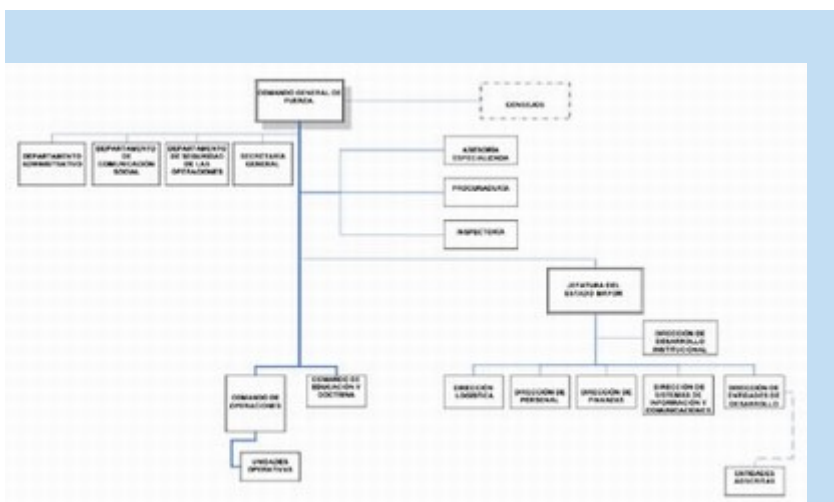 COMANDO GENERAL DE
FUERZA
CONSEJOS
DEPARTAMENTO
ADMINISTRATIVO
DEPARTAMENTO
DE
COMUNICACIÓN
SOCIAL
DEPARTAMENTO
DE SEGURIDAD
DE LAS
OPERACIONES
SECRETARÍA
GENERAL
ASESORÍA
ESPECIALIZADA
PROCURADURÍA
INSPECTORÍA
JEFATURA DEL
ESTADO MAYOR
DIRECCIÓN DE
DESARROLLO
INSTITUCIONAL
COMANDO DE
OPERACIONES
COMANDO DE
EDUCACIÓN Y
DOCTRINA
DIRECCIÓN
LOGÍSTICA
DIRECCIÓN DE
PERSONAL
DIRECCIÓN DE
FINANZAS
DIRECCIÓN DE
SISTEMAS DE
INFORMACIÓN Y
COMUNICACIONES
DIRECCIÓN DE
ENTIDADES DE
DESARROLLO
UNIDADES
OPERATIVAS
ENTIDADES
ADSCRITAS